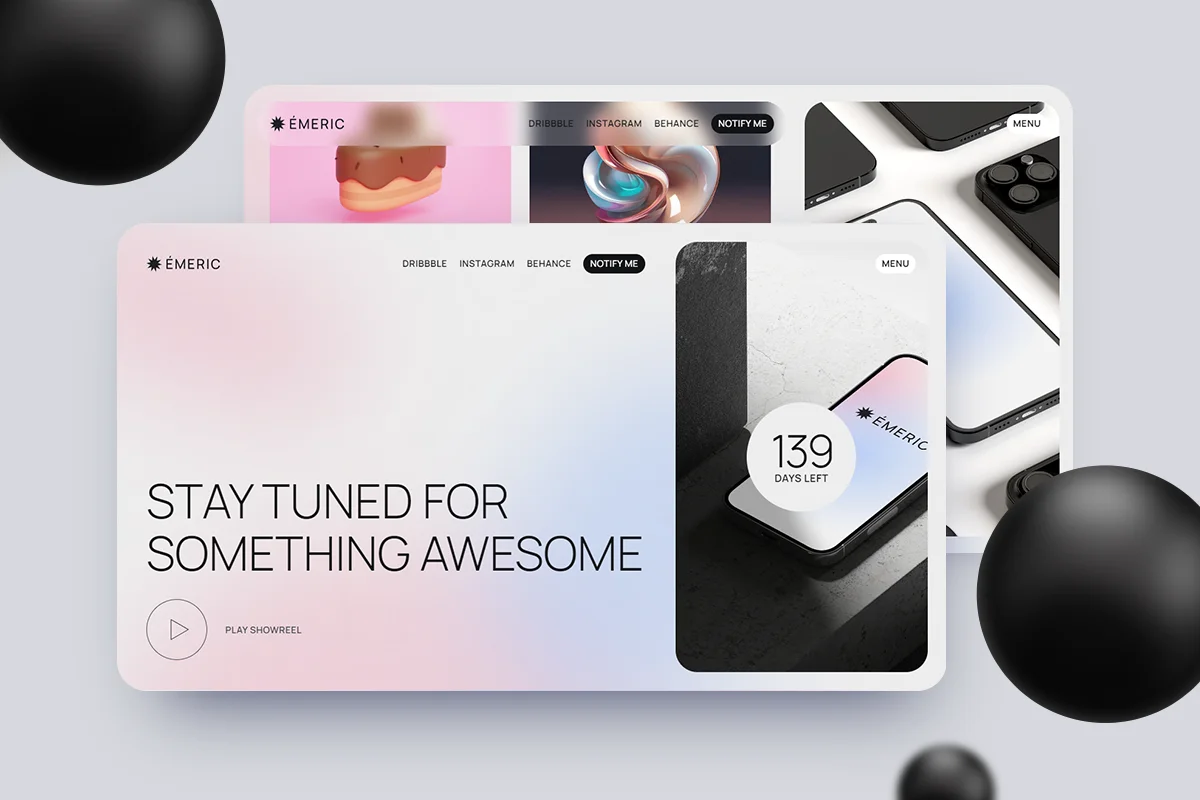 ÉMERIC
DRIBBBLE INSTAGRAM BEHANCE NOTIFY ME
MENU
ÉMERIC
DRIBBBLE INSTAGRAM BEHANCE NOTIFY ME
MENU
ÉMERIC
139
DAYS LEFT
STAY TUNED FOR
SOMETHING AWESOME
PLAY SHOWREEL